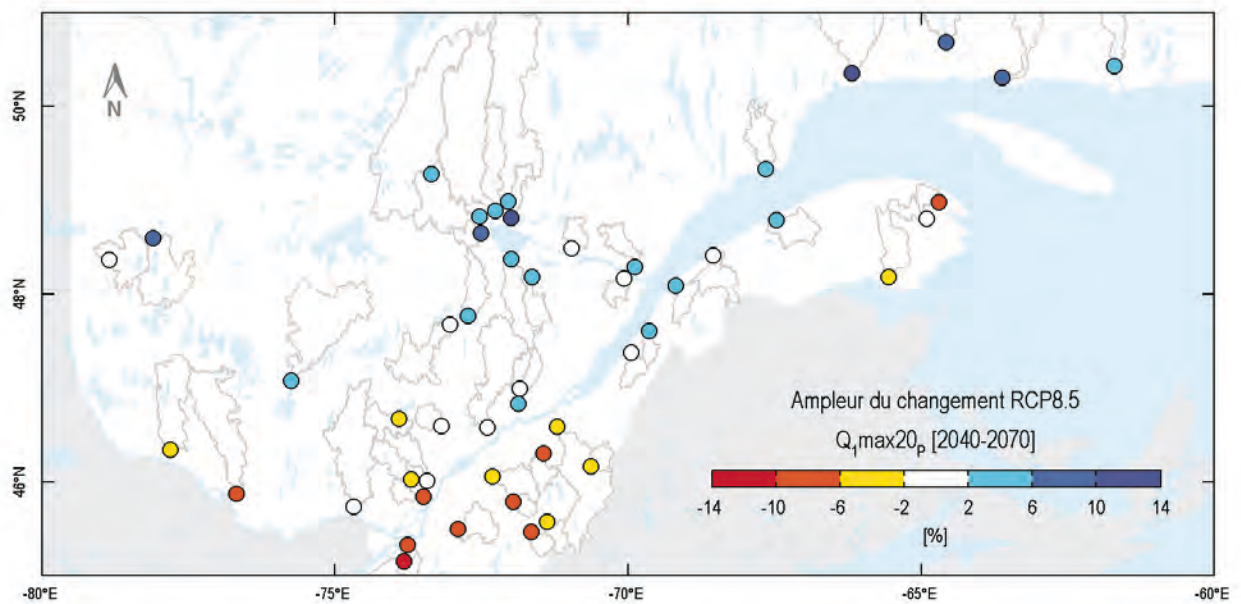 50°N
48°N
46°N
N
Ampleur du changement RCP8.5
Q₁max20ₚ [2040-2070]
-14 -10 -6 -2 2 6 10 14
[%]
-80°E -75°E -70°E -65°E -60°E